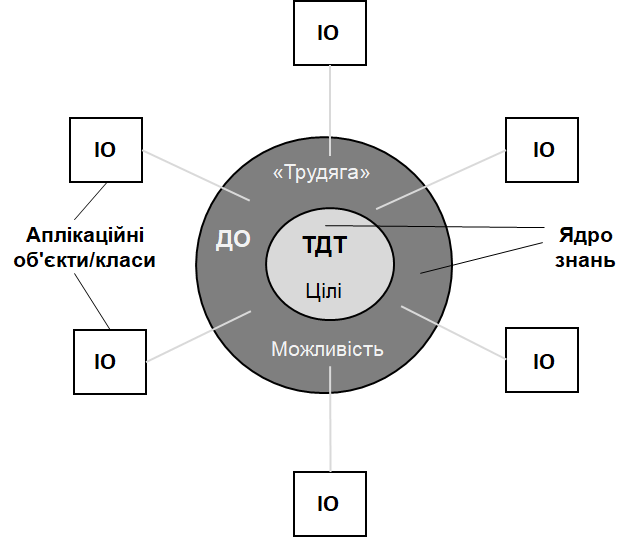 ІО
ІО
ІО
«Трудяга»
Аплікаційні
об'єкти/класи
ДО
ТДТ
Цілі
Ядро
знань
Можливість
ІО
ІО
ІО